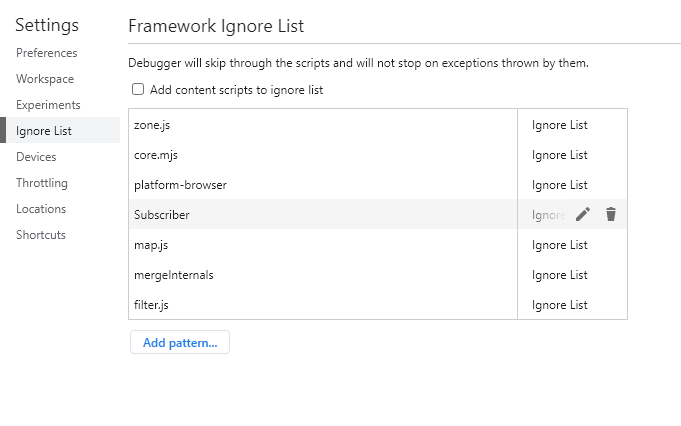 Settings
Preferences
Workspace
Experiments
Ignore List
Devices
Throttling
Locations
Shortcuts
Framework Ignore List
Debugger will skip through the scripts and will not stop on exceptions thrown by them.
Add content scripts to ignore list
zone.js Ignore List
core.mjs Ignore List
platform-browser Ignore List
Subscriber Ignore
map.js Ignore List
mergeInternals Ignore List
filter.js Ignore List
Add pattern...